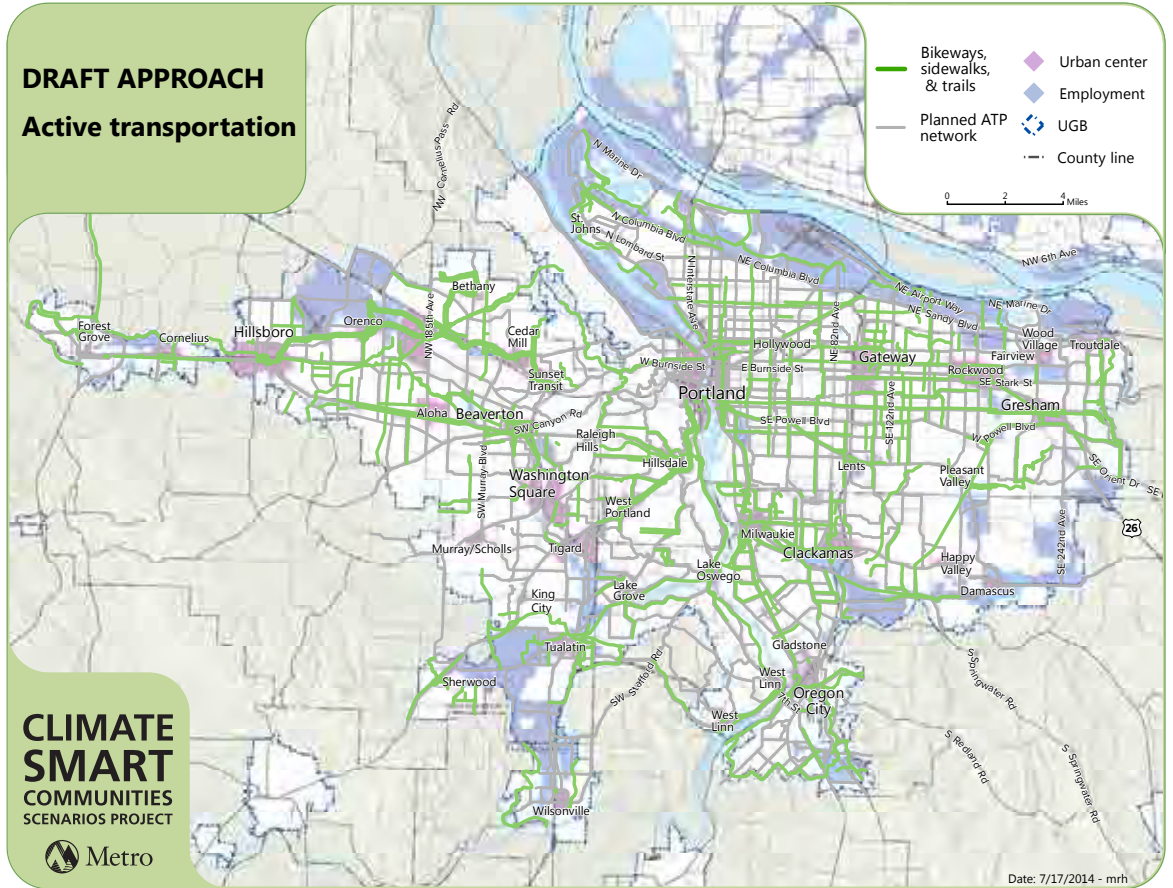 DRAFT APPROACH
Active transportation
Bikeways,
sidewalks,
& trails
Planned ATP
network
Urban center
Employment
UGB
County line
0 2 4
Miles
NW Cornelius Pass Rd
N Marine Dr
St.
Johns
N Columbia Blvd
N Lombard St
N Interstate Ave
NE Columbia Blvd
NW 6th Ave
NE Airport Way
NE Marine Dr
NE Sandy Blvd
NE 82nd Ave
Bethany
Orenco
NW 185th Ave
Forest
Grove
Cornelius
Hillsboro
Cedar
Mill
Hollywood
Gateway
Wood
Village
Troutdale
Fairview
Rockwood
Sunset
Transit
W Burnside St
E Burnside St
SE Stark St
Portland
Gresham
Aloha
Beaverton
SW Canyon Rd
SE Powell Blvd
SE 122nd Ave
W Powell Blvd
Raleigh
Hills
Hillsdale
Lents
Pleasant
Valley
SE Orient Dr
SE
SW Murray Blvd
Washington
Square
West
Portland
26
Milwaukie
Clackamas
SE 242nd Ave
Murray/Scholls
Tigard
Happy
Valley
Damascus
Lake
Oswego
Lake
Grove
King
City
Tualatin
Gladstone
Sherwood
SW Stafford Rd
West
Linn
Oregon
City
7th St
West
Linn
S Springwater Rd
S Redland Rd
S Springwater Rd
Wilsonville
CLIMATE
SMART
COMMUNITIES
SCENARIOS PROJECT
Metro
Date: 7/17/2014 - mrh